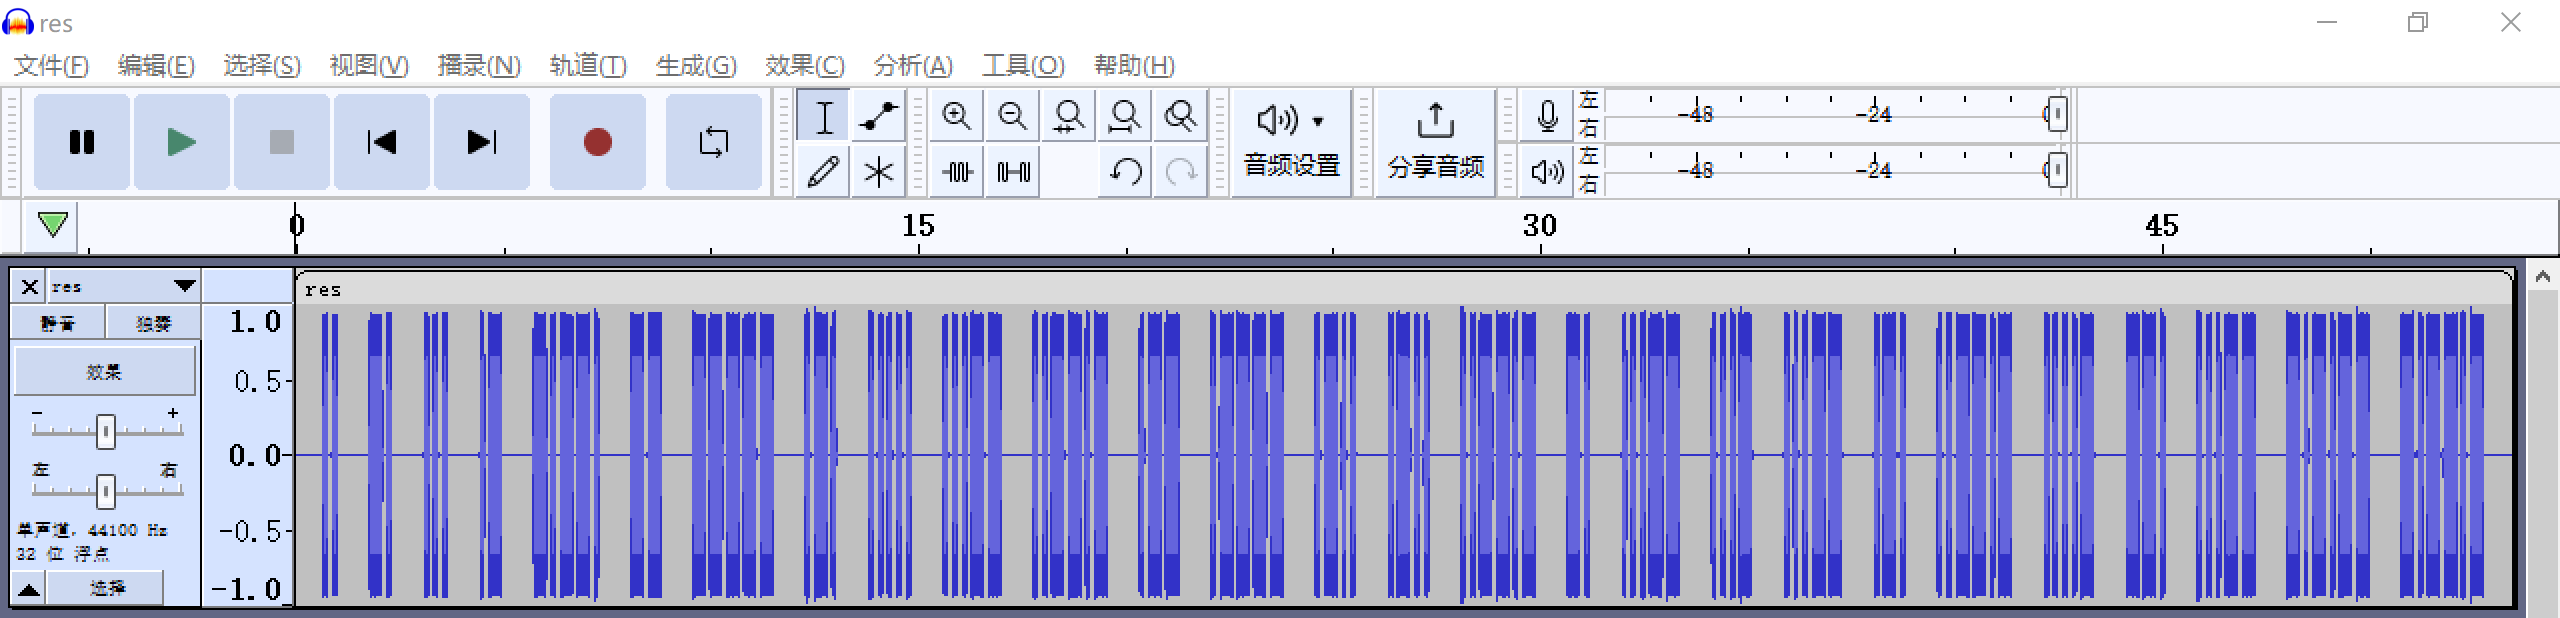 res
文件(F) 编辑(E) 选择(S) 视图(V) 播录(N) 轨道(T) 生成(G) 效果(C) 分析(A) 工具(O) 帮助(H)
音频设置 分享音频
左 右 -48 -24 0
左 右 -48 -24 0
0 15 30 45
res
res
静音 独奏
效果
- +
左 右
单声道, 44100 Hz
32 位 浮点
选择
1.0
0.5-
0.0-
-0.5-
-1.0